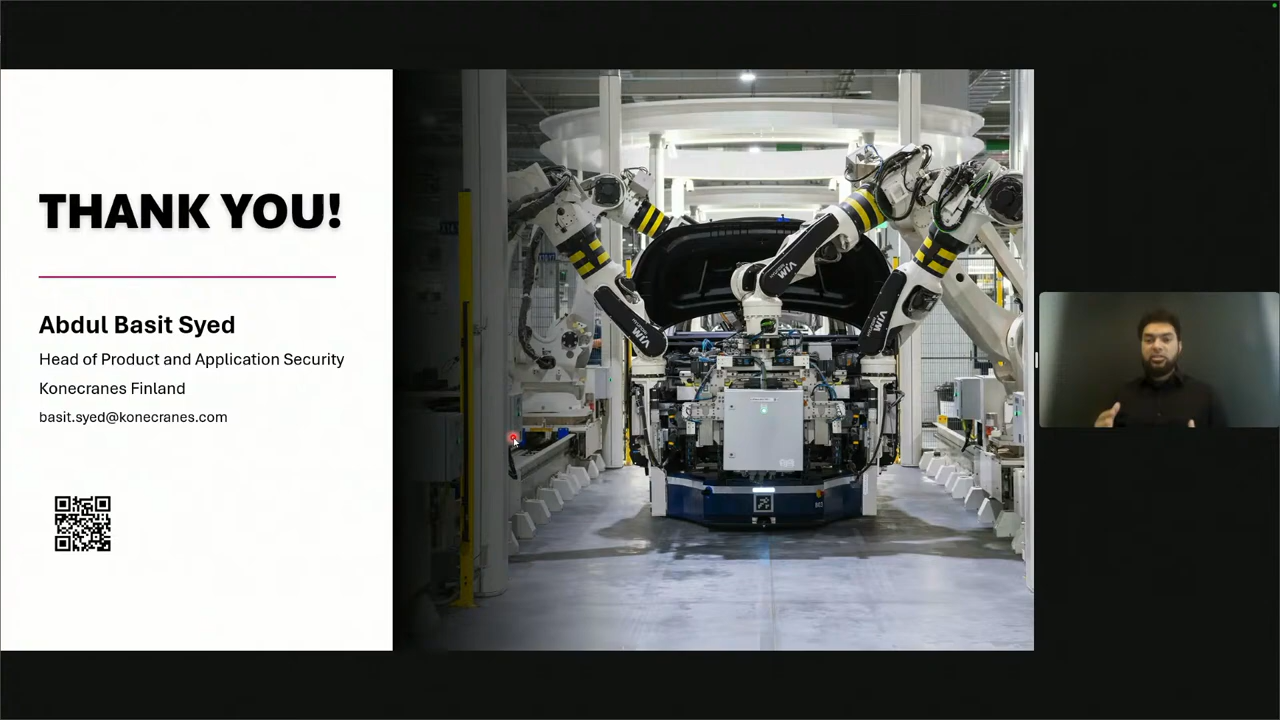 THANK YOU!
Abdul Basit Syed
Head of Product and Application Security
Konecranes Finland
basit.syed@konecranes.com